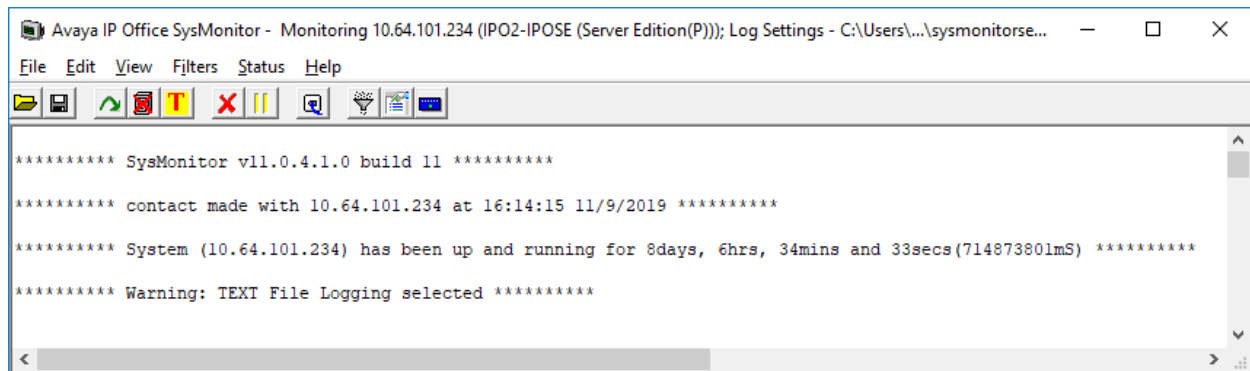 Avaya IP Office SysMonitor - Monitoring 10.64.101.234 (IPO2-IPOSE (Server Edition(P))); Log Settings - C:\Users\...\sysmonitorse...
File Edit View Filters Status Help
T
********** SysMonitor v11.0.4.1.0 build 11 **********
********** contact made with 10.64.101.234 at 16:14:15 11/9/2019 **********
********** System (10.64.101.234) has been up and running for 8days, 6hrs, 34mins and 33secs(714873801mS) **********
********** Warning: TEXT File Logging selected **********